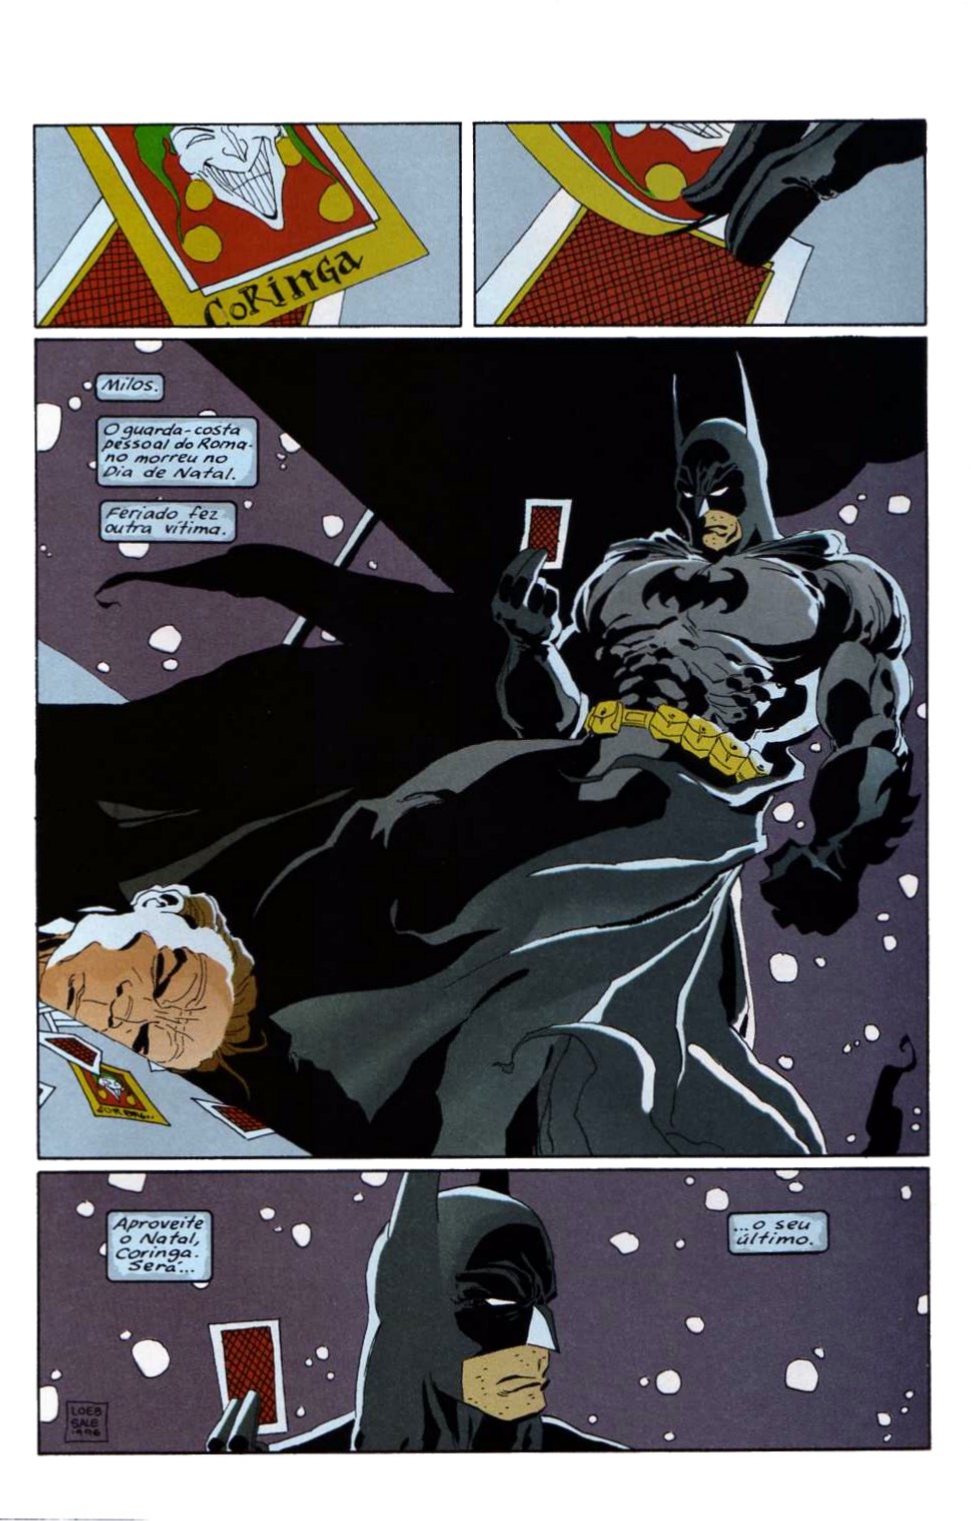 Coringa
Milos.
O guarda-costa
pessoal do Roma-
no morreu no
Dia de Natal.
Feriado fez
outra vítima.
Aproveite
o Natal,
Coringa.
Será...
...o seu
último.
LOEB
SALE
1996